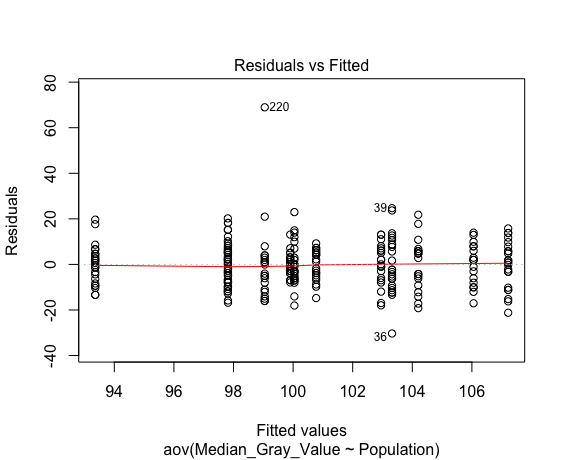 Residuals vs Fitted
Residuals
80
60
40
20
0
-20
-40
220
39
36
94 96 98 100 102 104 106
Fitted values
aov(Median_Gray_Value ~ Population)